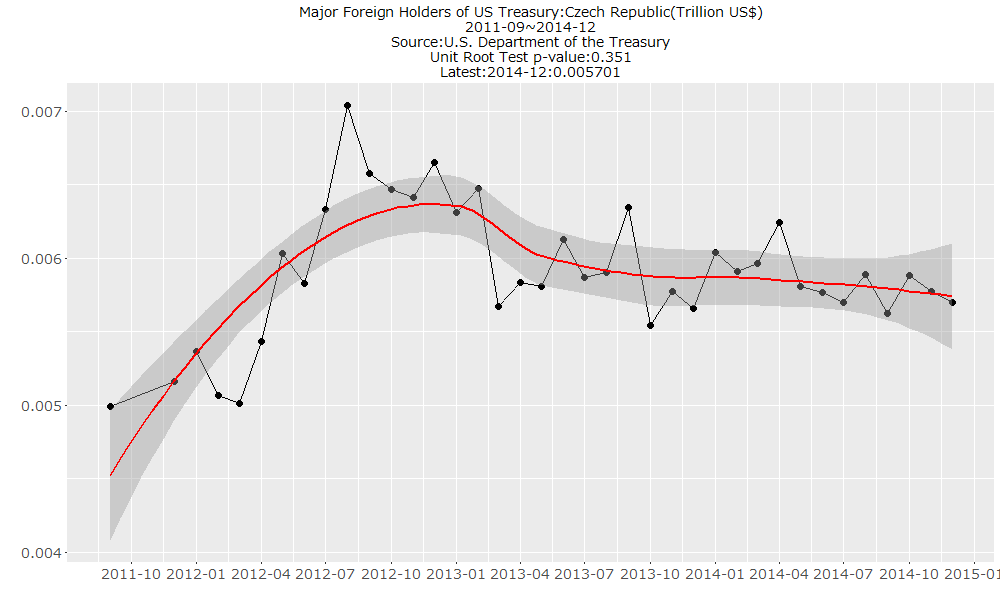 Major Foreign Holders of US Treasury:Czech Republic(Trillion US$)
2011-09~2014-12
Source:U.S. Department of the Treasury
Unit Root Test p-value:0.351
Latest:2014-12:0.005701
0.007
0.006
0.005
0.004
2011-10 2012-01 2012-04 2012-07 2012-10 2013-01 2013-04 2013-07 2013-10 2014-01 2014-04 2014-07 2014-10 2015-01